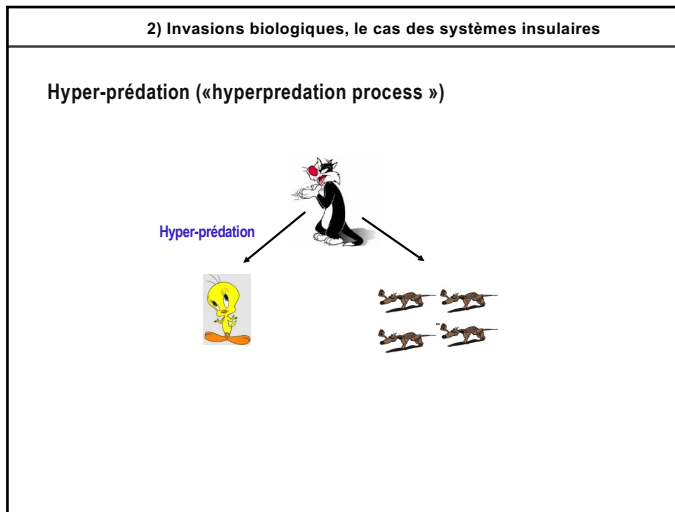 2) Invasions biologiques, le cas des systèmes insulaires
Hyper-prédation («hyperpredation process »)
Hyper-prédation